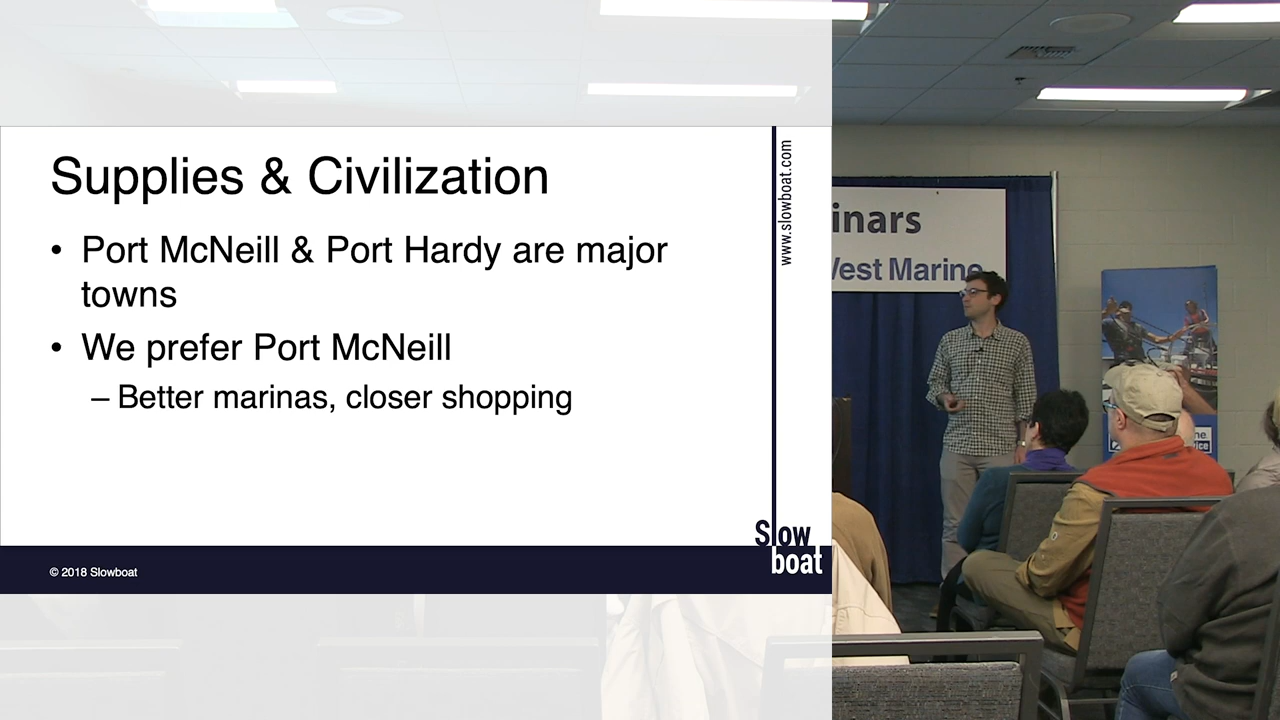 Supplies & Civilization
• Port McNeill & Port Hardy are major
towns
• We prefer Port McNeill
– Better marinas, closer shopping
www.slowboat.com
Slow
boat
© 2018 Slowboat
inars
West Marine